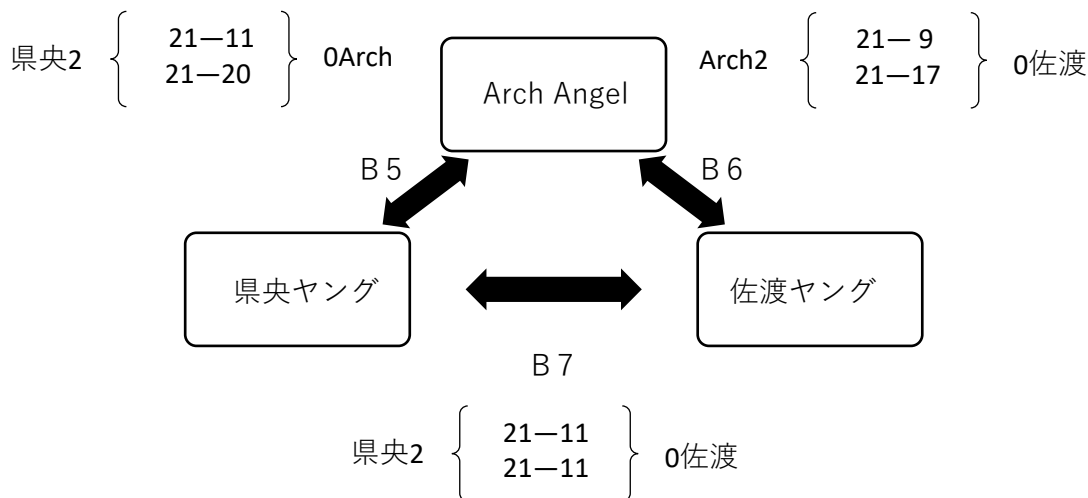 県央2 { 21―11 } 0Arch
21―20
Arch Angel
Arch2 { 21― 9 } 0佐渡
21―17
B５
B６
県央ヤング
佐渡ヤング
B７
県央2 { 21―11 } 0佐渡
21―11